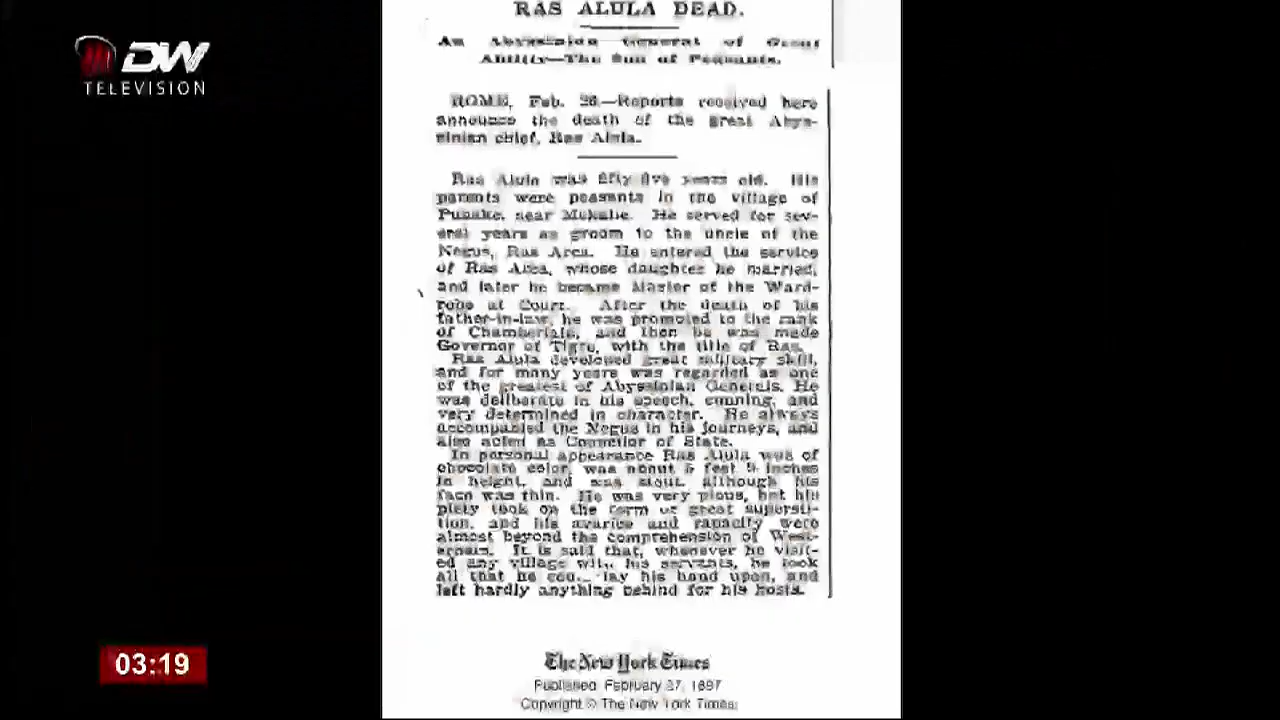 DW
TELEVISION
RAS ALULA DEAD.
An Abyssinian General of Great
Ability—The Son of Peasants.
ROME, Feb. 26.—Reports received here
announce the death of the great Abys-
sinian chief, Ras Alula.
Ras Alula was fifty five years old. His
parents were peasants in the village of
near Makalle. He served for sev-
eral years as groom to the uncle of the
Negus, Ras Area. He entered the service
of Ras Area, whose daughter he married,
and later he became Master of the Ward-
robe at Court. After the death of his
father-in-law, he was promoted to the rank
of Chamberlain, and then he was made
Governor of Tigre, with the title of Ras.
Ras Alula developed great military skill,
and for many years was regarded as one
of the greatest of Abyssinian Generals. He
was deliberate in his speech, cunning, and
very determined in character. He always
accompanied the Negus in his journeys, and
also acted as Councilor of State.
In personal appearance Ras Alula was of
chocolate color, was about 5 feet 9 inches
in height, and was stout, although his
face was thin. He was very pious, but his
piety took on the form of great supersti-
tion, and his avarice and rapacity were
almost beyond the comprehension of West-
erners. It is said that, whenever he visit-
ed any village with his servants, he took
all that he could lay his hand upon, and
left hardly anything behind for his hosts.
The New York Times
Published: February 27, 1897
Copyright © The New York Times
03:19